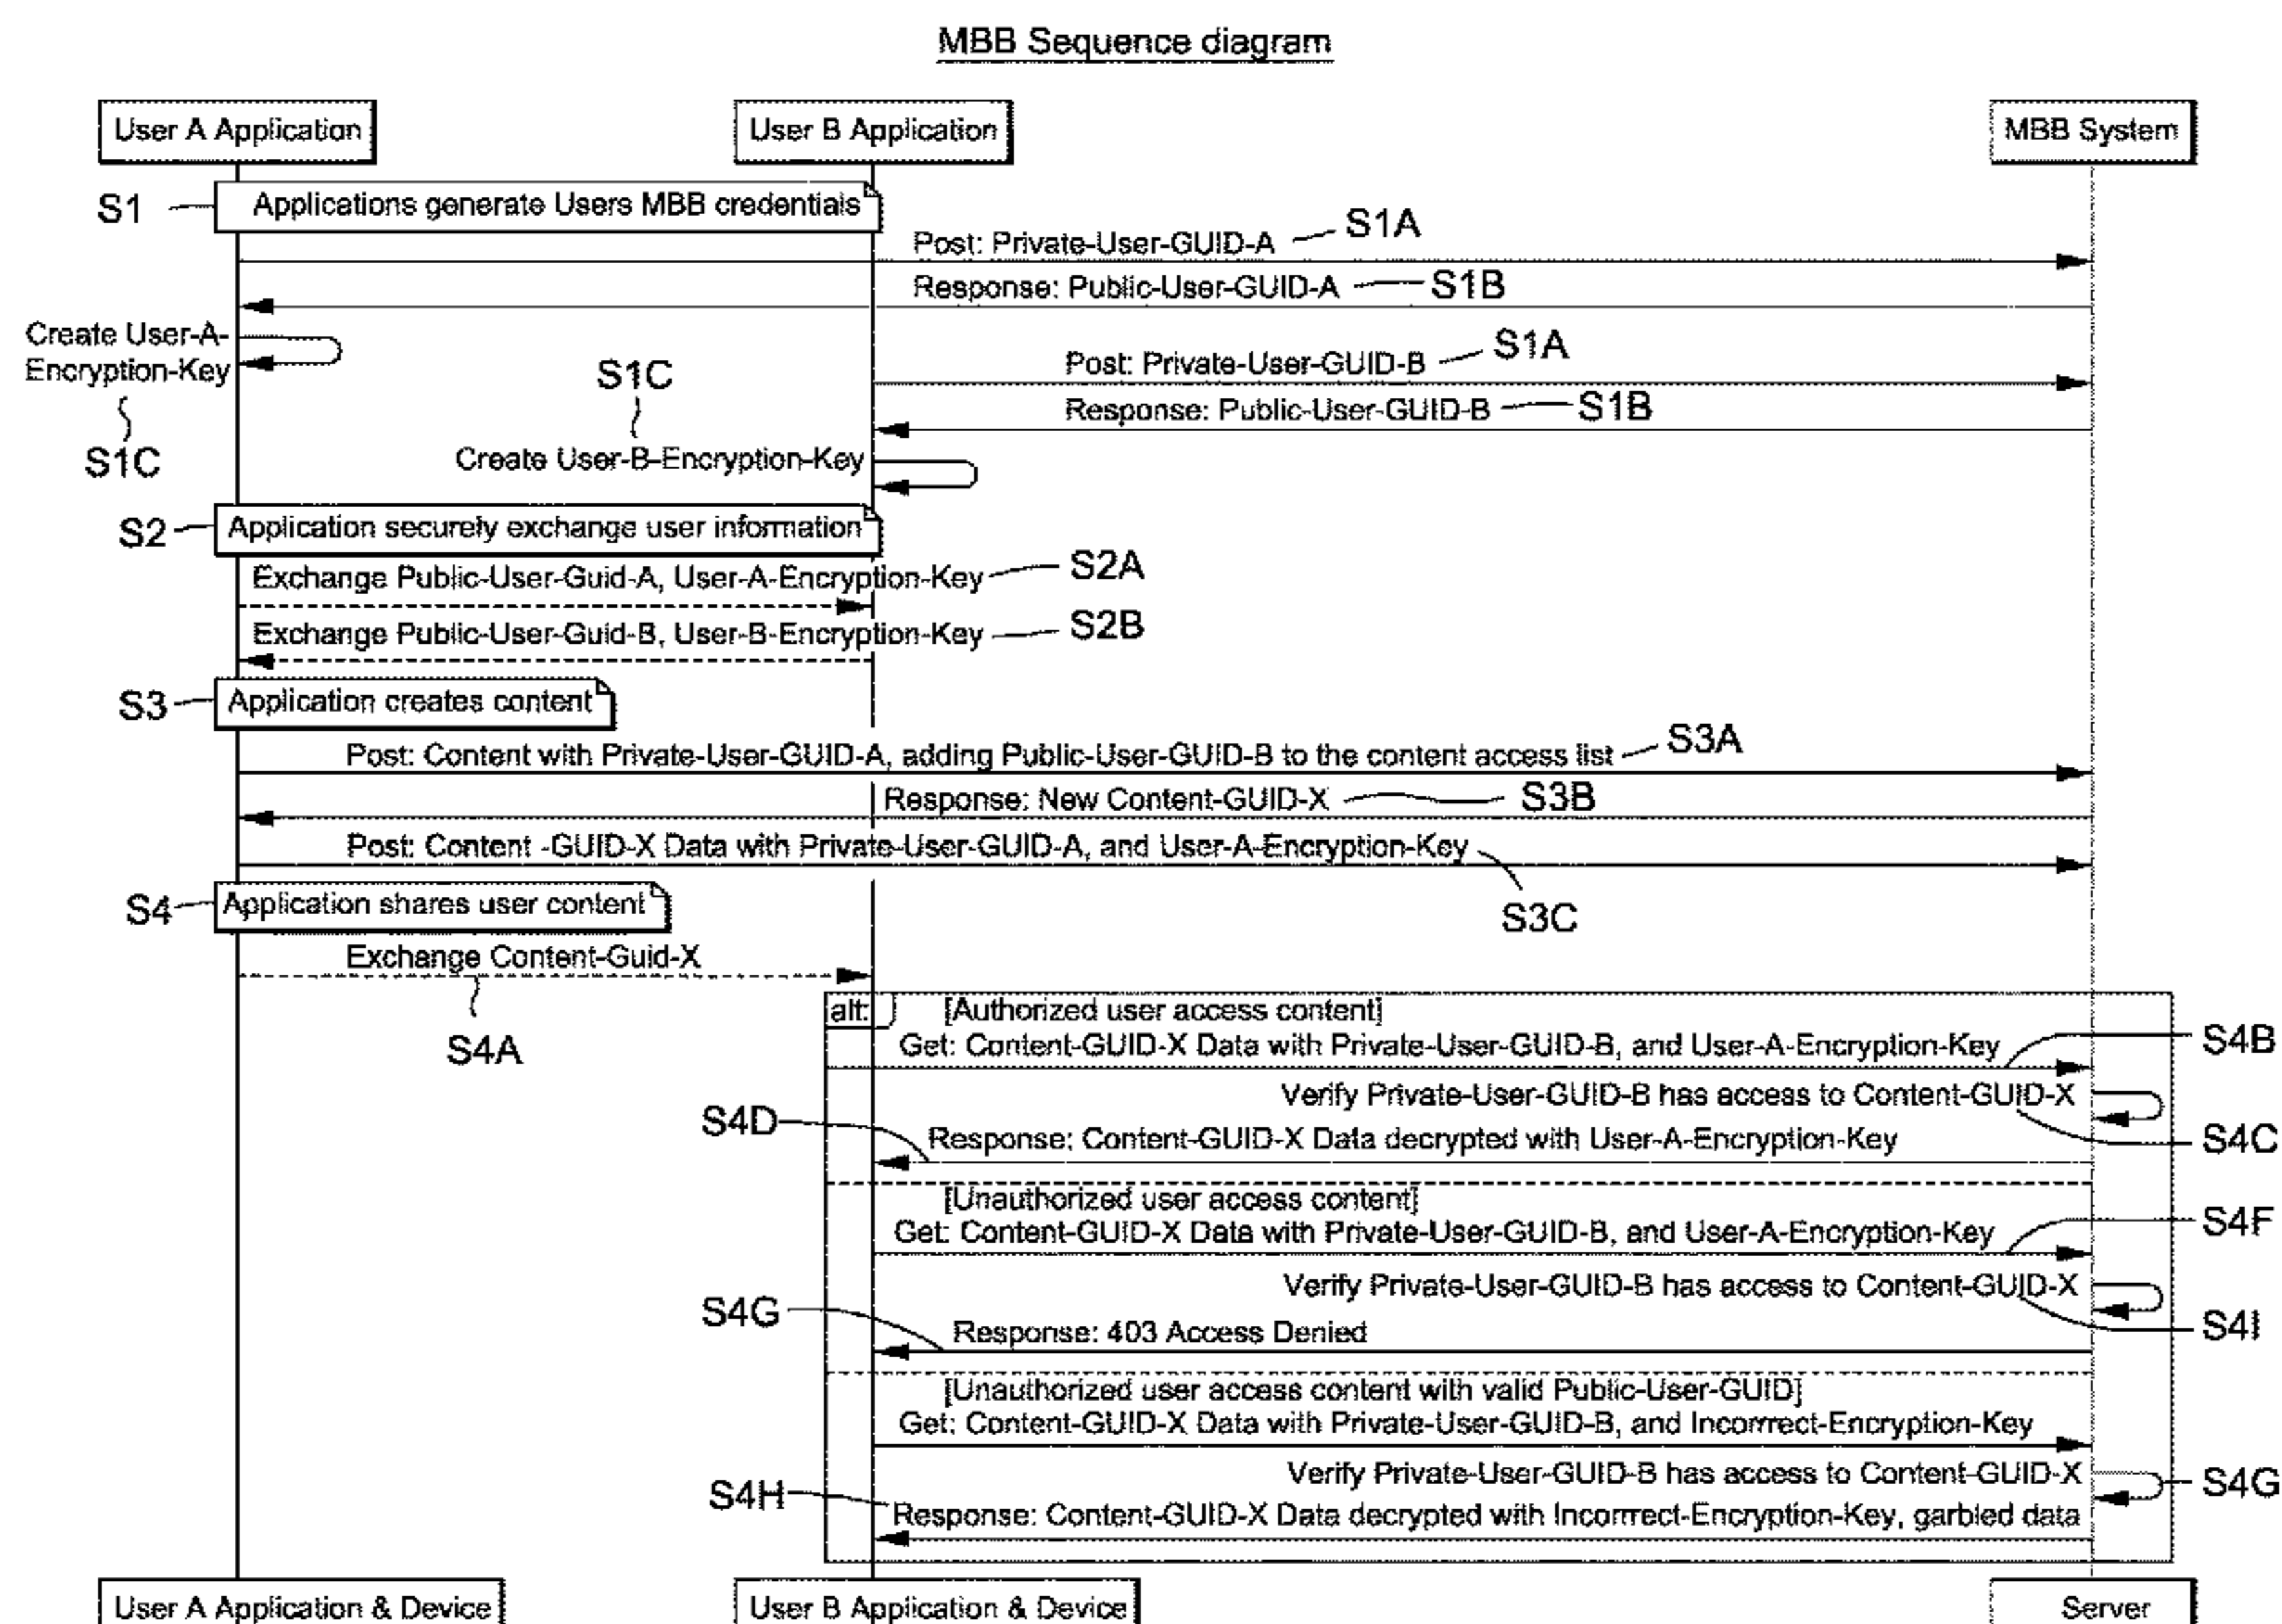 MBB Sequence diagram
User A Application
User B Application
MBB System
S1
Applications generate Users MBB credentials
Post: Private-User-GUID-A
S1A
Response: Public-User-GUID-A
S1B
Create User-A-
Encryption-Key
S1C
S1C
Post: Private-User-GUID-B
S1A
Response: Public-User-GUID-B
S1B
Create User-B-Encryption-Key
S2
Application securely exchange user information
Exchange Public-User-Guid-A, User-A-Encryption-Key
S2A
Exchange Public-User-Guid-B, User-B-Encryption-Key
S2B
S3
Application creates content
Post: Content with Private-User-GUID-A, adding Public-User-GUID-B to the content access list
S3A
Response: New Content-GUID-X
S3B
Post: Content -GUID-X Data with Private-User-GUID-A, and User-A-Encryption-Key
S3C
S4
Application shares user content
Exchange Content-Guid-X
S4A
alt:
[Authorized user access content]
Get: Content-GUID-X Data with Private-User-GUID-B, and User-A-Encryption-Key
S4B
Verify Private-User-GUID-B has access to Content-GUID-X
S4C
S4D
Response: Content-GUID-X Data decrypted with User-A-Encryption-Key
[Unauthorized user access content]
Get: Content-GUID-X Data with Private-User-GUID-B, and User-A-Encryption-Key
S4F
Verify Private-User-GUID-B has access to Content-GUID-X
S4I
S4G
Response: 403 Access Denied
[Unauthorized user access content with valid Public-User-GUID]
Get: Content-GUID-X Data with Private-User-GUID-B, and Incorrrect-Encryption-Key
Verify Private-User-GUID-B has access to Content-GUID-X
S4G
S4H
Response: Content-GUID-X Data decrypted with Incorrrect-Encryption-Key, garbled data
User A Application & Device
User B Application & Device
Server